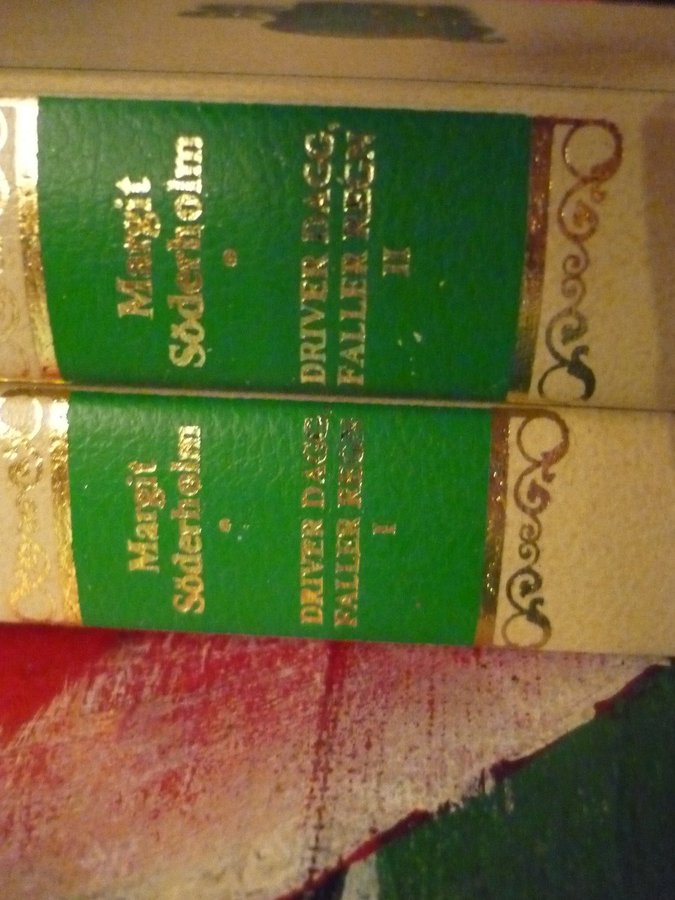 Margit
Söderholm
DRIVER DAGG,
FALLER REGN
II
Margit
Söderholm
DRIVER DAGG,
FALLER REGN
I